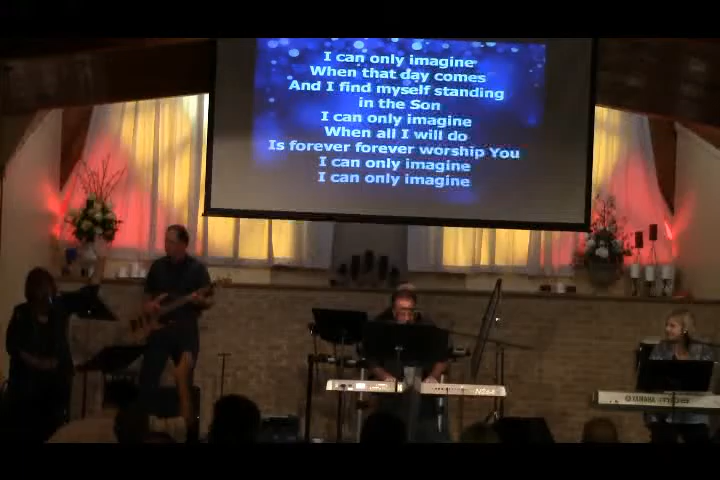 I can only imagine
When that day comes
And I find myself standing
in the Son
I can only imagine
When all I will do
Is forever forever worship You
I can only imagine
I can only imagine
YAMAHA